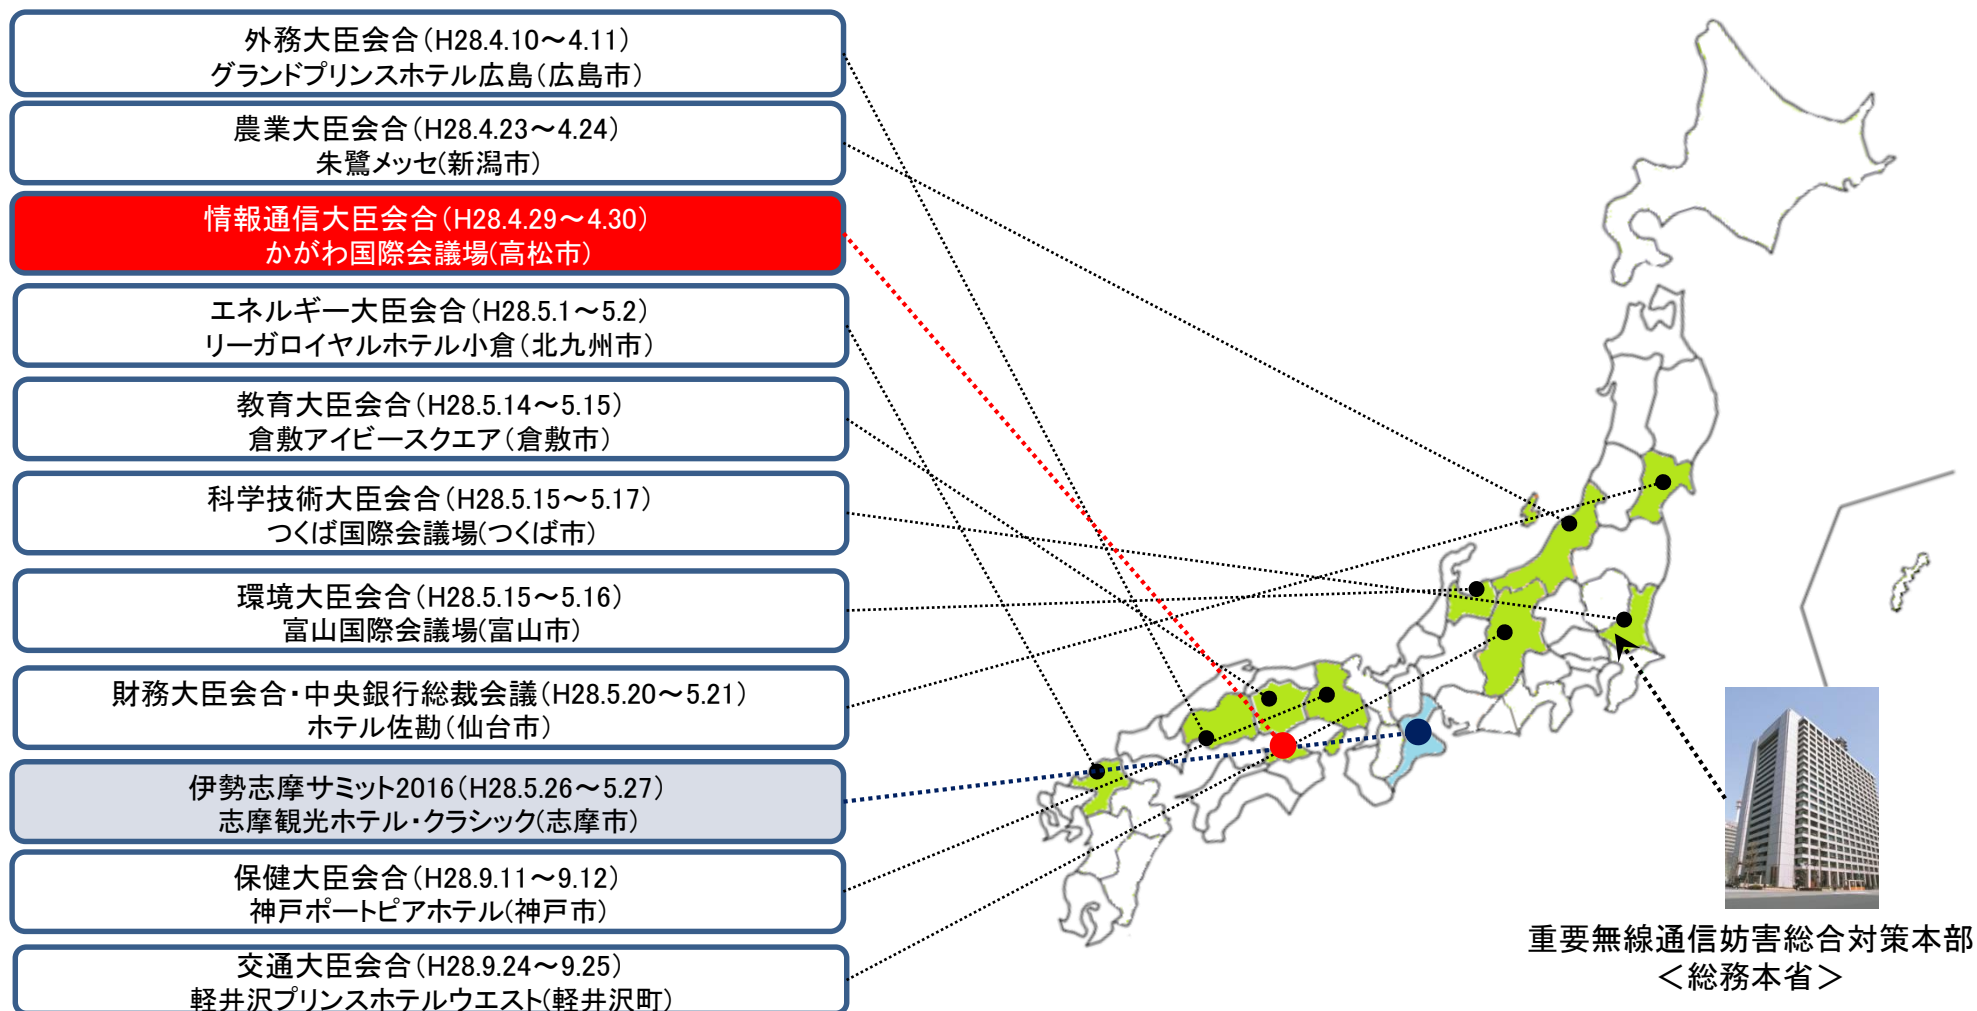 外務大臣会合(H28.4.10～4.11)
グランドプリンスホテル広島(広島市)
農業大臣会合(H28.4.23～4.24)
朱鷺メッセ(新潟市)
情報通信大臣会合(H28.4.29～4.30)
かがわ国際会議場(高松市)
エネルギー大臣会合(H28.5.1～5.2)
リーガロイヤルホテル小倉(北九州市)
教育大臣会合(H28.5.14～5.15)
倉敷アイビースクエア(倉敷市)
科学技術大臣会合(H28.5.15～5.17)
つくば国際会議場(つくば市)
環境大臣会合(H28.5.15～5.16)
富山国際会議場(富山市)
財務大臣会合・中央銀行総裁会議(H28.5.20～5.21)
ホテル佐勘(仙台市)
伊勢志摩サミット2016(H28.5.26～5.27)
志摩観光ホテル・クラシック(志摩市)
保健大臣会合(H28.9.11～9.12)
神戸ポートピアホテル(神戸市)
交通大臣会合(H28.9.24～9.25)
軽井沢プリンスホテルウエスト(軽井沢町)
重要無線通信妨害総合対策本部
＜総務本省＞